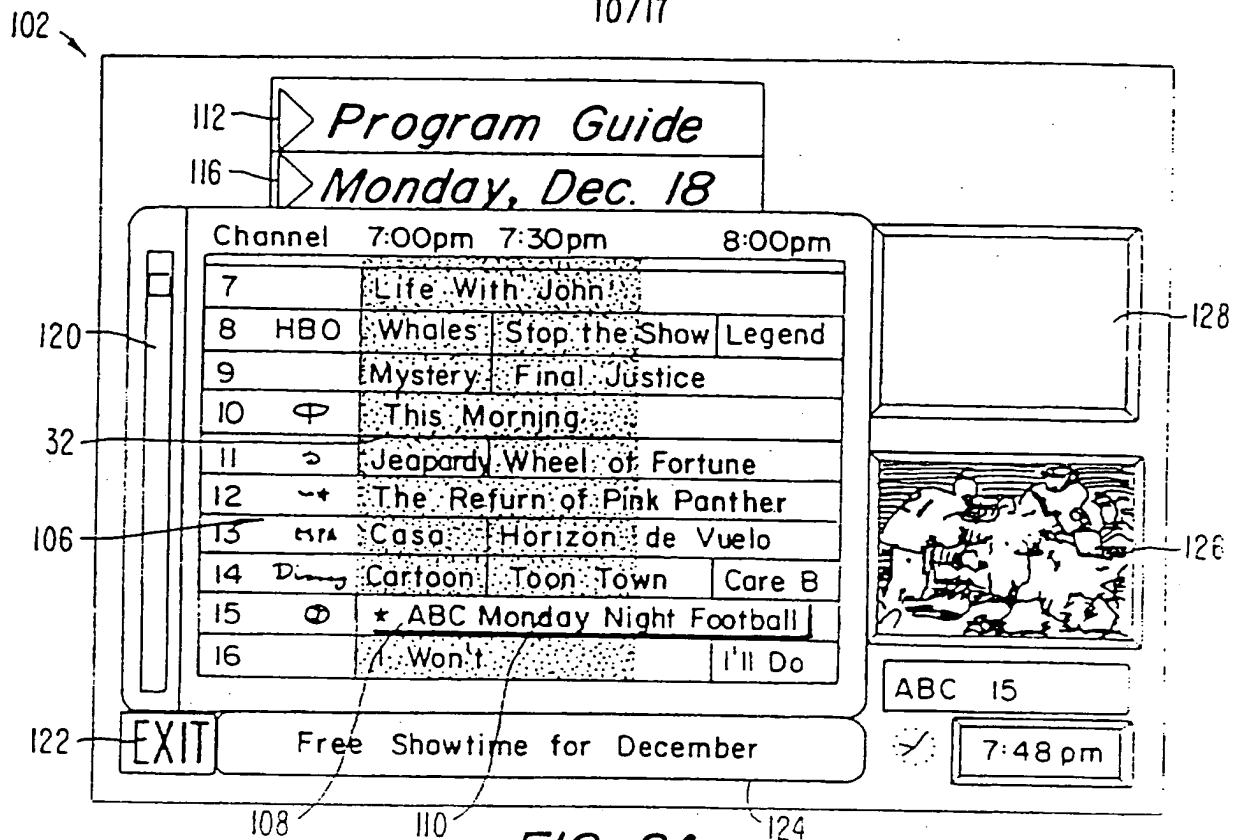 10/17
102
112 Program Guide
116 Monday, Dec. 18
Channel 7:00pm 7:30pm 8:00pm
7 Life With John
8 HBO Whales Stop the Show Legend
128
120
9 Mystery Final Justice
10 This Morning
32
11 Jeapardy Wheel of Fortune
12 The Return of Pink Panther
106
13 Casa Horizon de Vuelo
126
14 Disney Cartoon Toon Town Care B
15 * ABC Monday Night Football
16 I Won't I'll Do
ABC 15
122 EXIT Free Showtime for December 7:48 pm
108 110 124